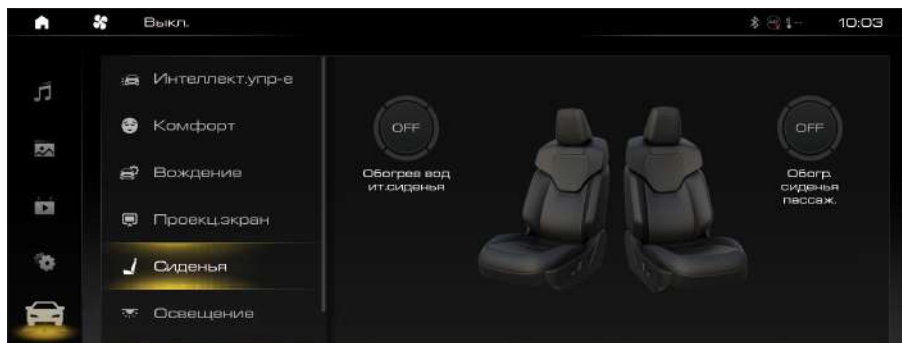 Выкл.
10:03
Интеллект.упр-е
Комфорт
Вождение
Проекц.экран
Сиденья
Освещение
OFF
Обогрев вод
ит.сиденья
OFF
Обогр.
сиденья
пассаж.